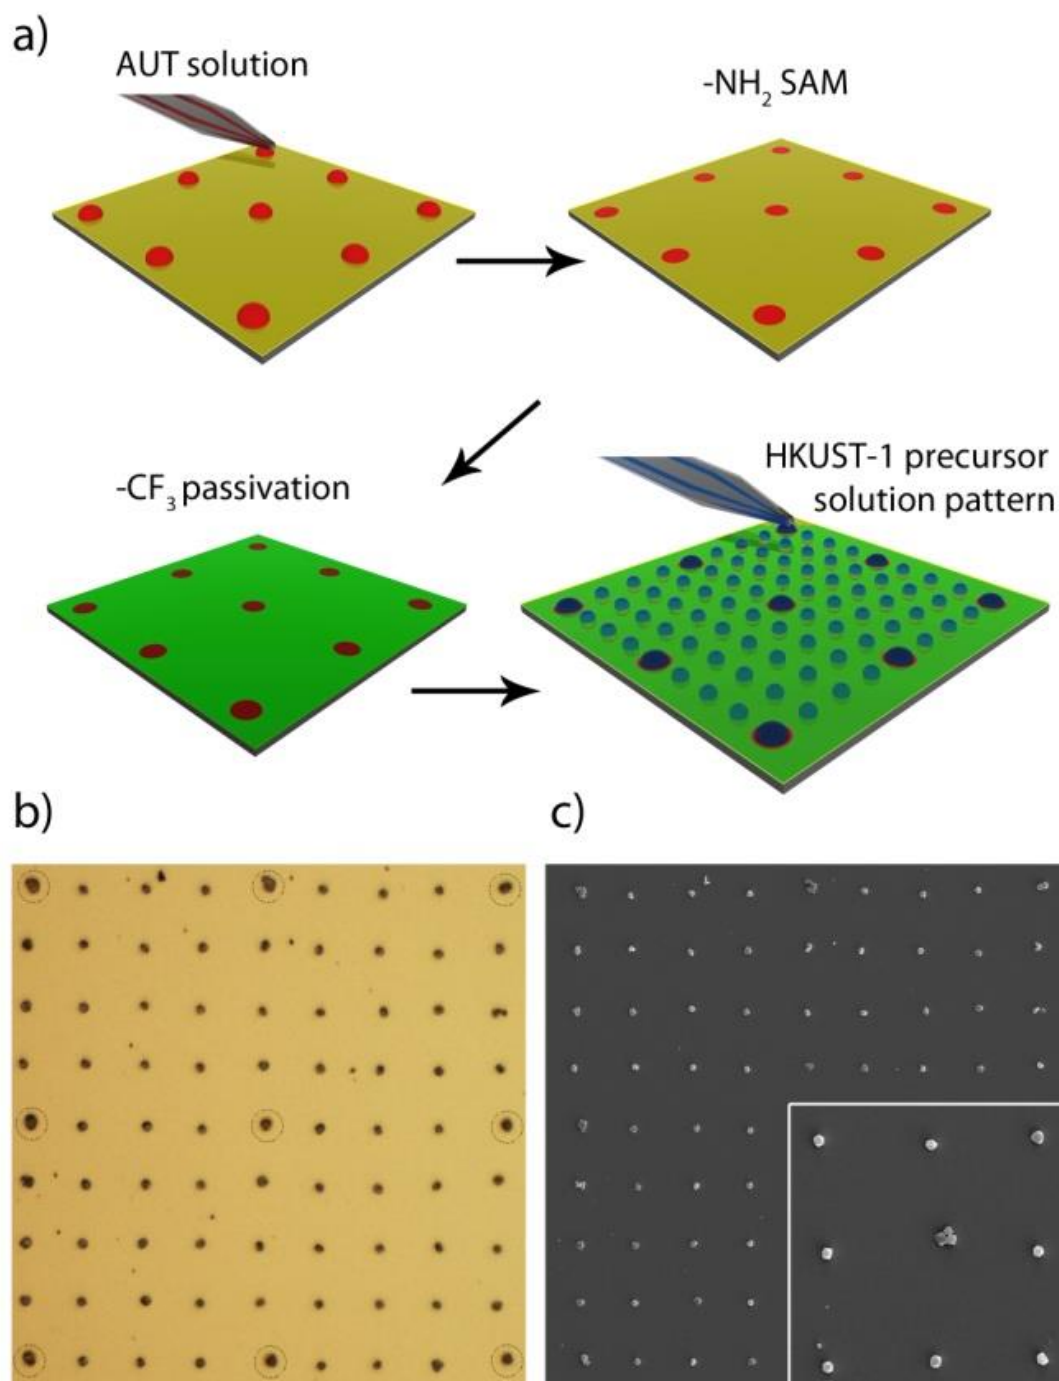 a)
AUT solution
-NH₂ SAM
-CF₃ passivation
HKUST-1 precursor
solution pattern
b)
c)